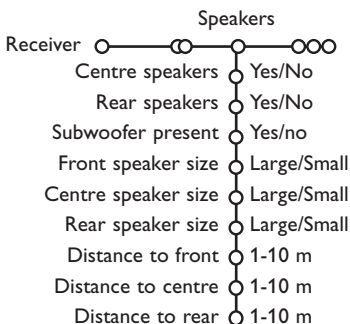 Speakers
Receiver
Centre speakers Yes/No
Rear speakers Yes/No
Subwoofer present Yes/no
Front speaker size Large/Small
Centre speaker size Large/Small
Rear speaker size Large/Small
Distance to front 1-10 m
Distance to centre 1-10 m
Distance to rear 1-10 m